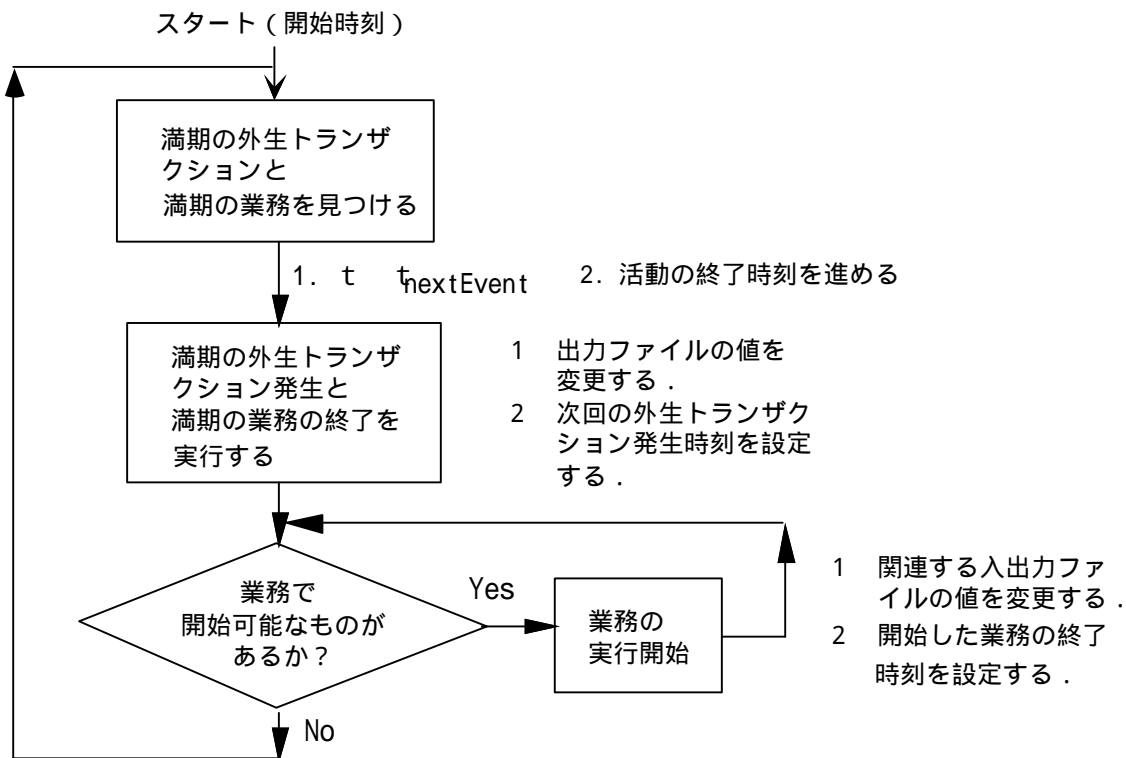 スタート(開始時刻)
満期の外生トランザ
クションと
満期の業務を見つける
1. t t nextEvent 2. 活動の終了時刻を進める
満期の外生トランザ
クション発生と
満期の業務の終了を
実行する
1 出力ファイルの値を
変更する.
2 次回の外生トランザク
ション発生時刻を設定
する.
業務で
開始可能なものが
あるか?
Yes
業務の
実行開始
1 関連する入出力ファ
イルの値を変更する.
2 開始した業務の終了
時刻を設定する.
No